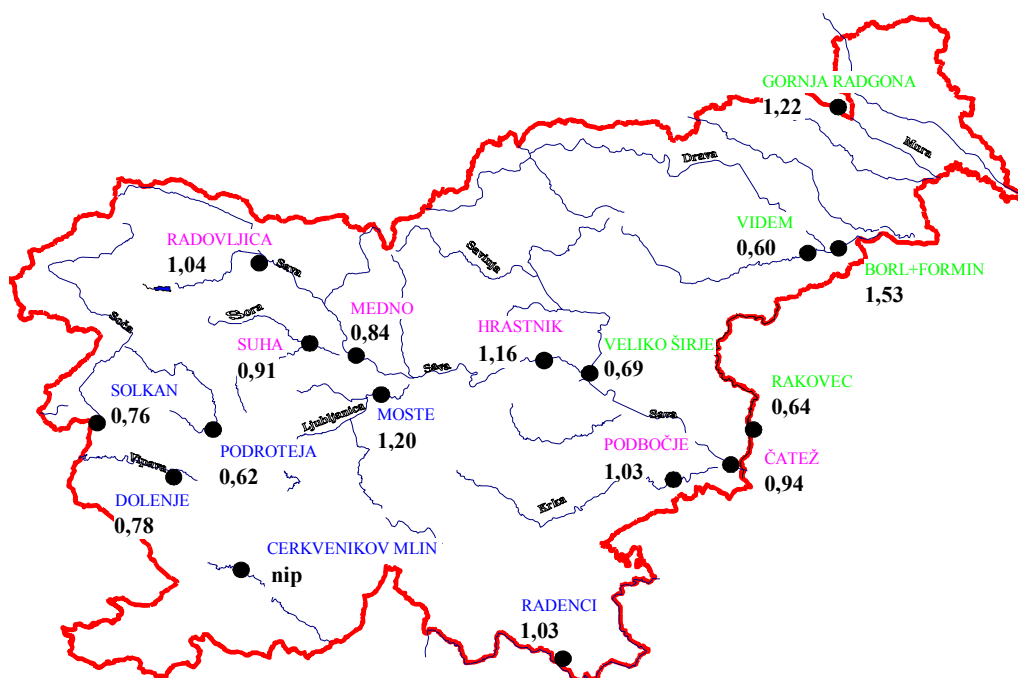 GORNJA RADGONA
1,22
Mura
Drava
VIDEM
0,60
BORL+FORMIN
1,53
RADOVLJICA
1,04
Sava
Savinja
Soča
Sora
MEDNO
0,84
SUHA
0,91
HRASTNIK
1,16
VELIKO ŠIRJE
0,69
Sava
SOLKAN
0,76
Ljubljanica
MOSTE
1,20
RAKOVEC
0,64
Sava
PODROTEJA
0,62
PODBOČJE
1,03
ČATEŽ
0,94
Vipava
DOLENJE
0,78
Krka
CERKVENIKOV MLIN
nip
RADENCI
1,03